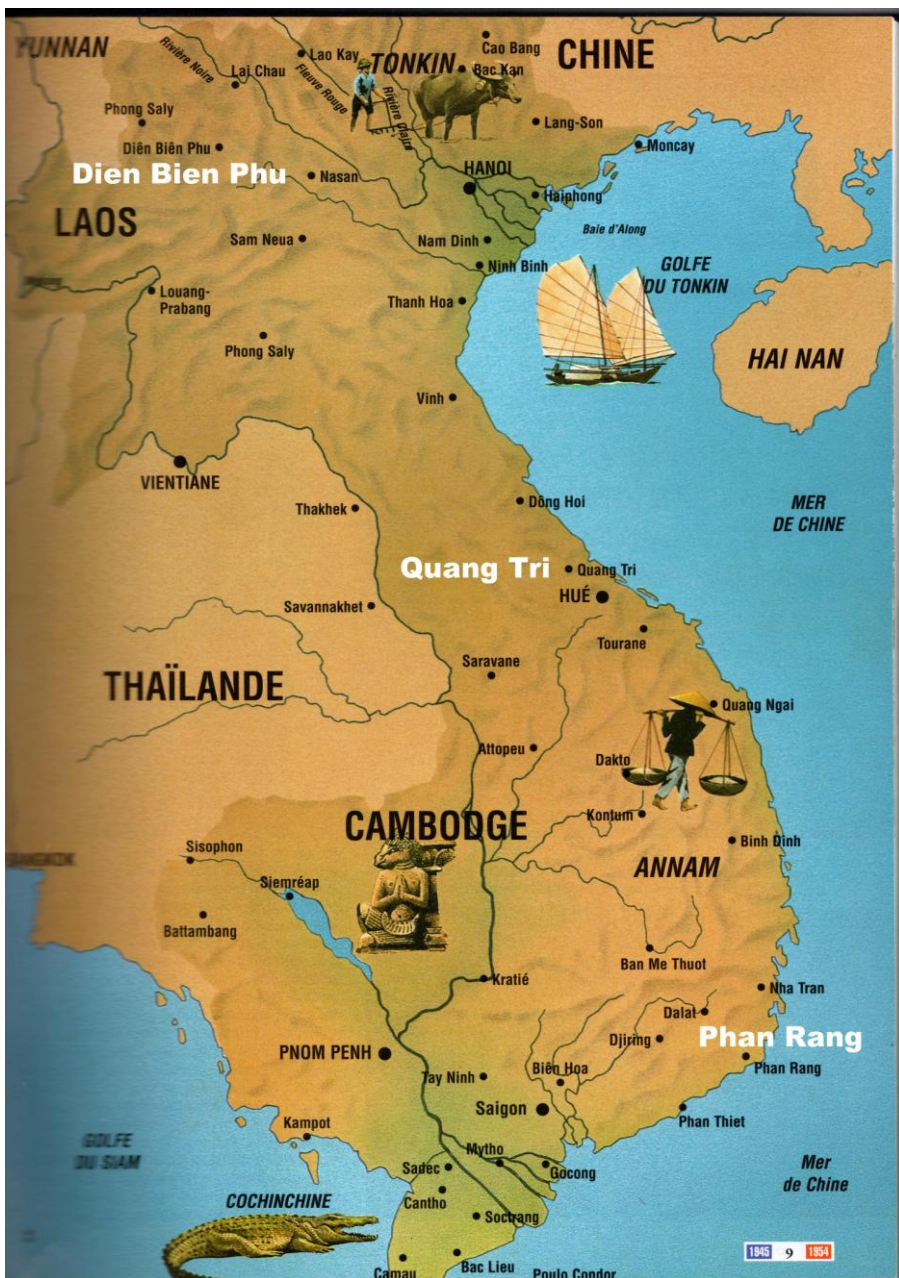 YUNNAN
Rivière Noire
Lao Kay
Fleuve Rouge
TONKIN
Cao Bang
CHINE
Bac Kan
Lai Chau
Rivière Claire
Phong Saly
Lang-Son
Diên Biên Phu
Moncay
Dien Bien Phu
Nasan
HANOI
Haiphong
LAOS
Sam Neua
Nam Dinh
Baie d'Along
Ninh Binh
GOLFE
DU TONKIN
Louang-
Prabang
Thanh Hoa
Phong Saly
HAI NAN
Vinh
VIENTIANE
Thakhek
Dông Hoi
MER
DE CHINE
Quang Tri
Quang Tri
HUÉ
Savannakhet
Tourane
Saravane
THAÏLANDE
Quang Ngai
Attopeu
Dakto
Kontum
CAMBODGE
Sisophon
BANGKOK
Binh Dinh
ANNAM
Siemréap
Battambang
Ban Me Thuot
Kratié
Nha Tran
Dalat
Djiring
Phan Rang
PNOM PENH
Phan Rang
Tay Ninh
Biên Hoa
Saigon
Phan Thiet
Kampot
GOLFE
DU SIAM
Mytho
Sadec
Gocong
Mer
de Chine
Cantho
COCHINCHINE
Soctrang
Bac Lieu
Camau
Poulo Condor
1945 9 1954